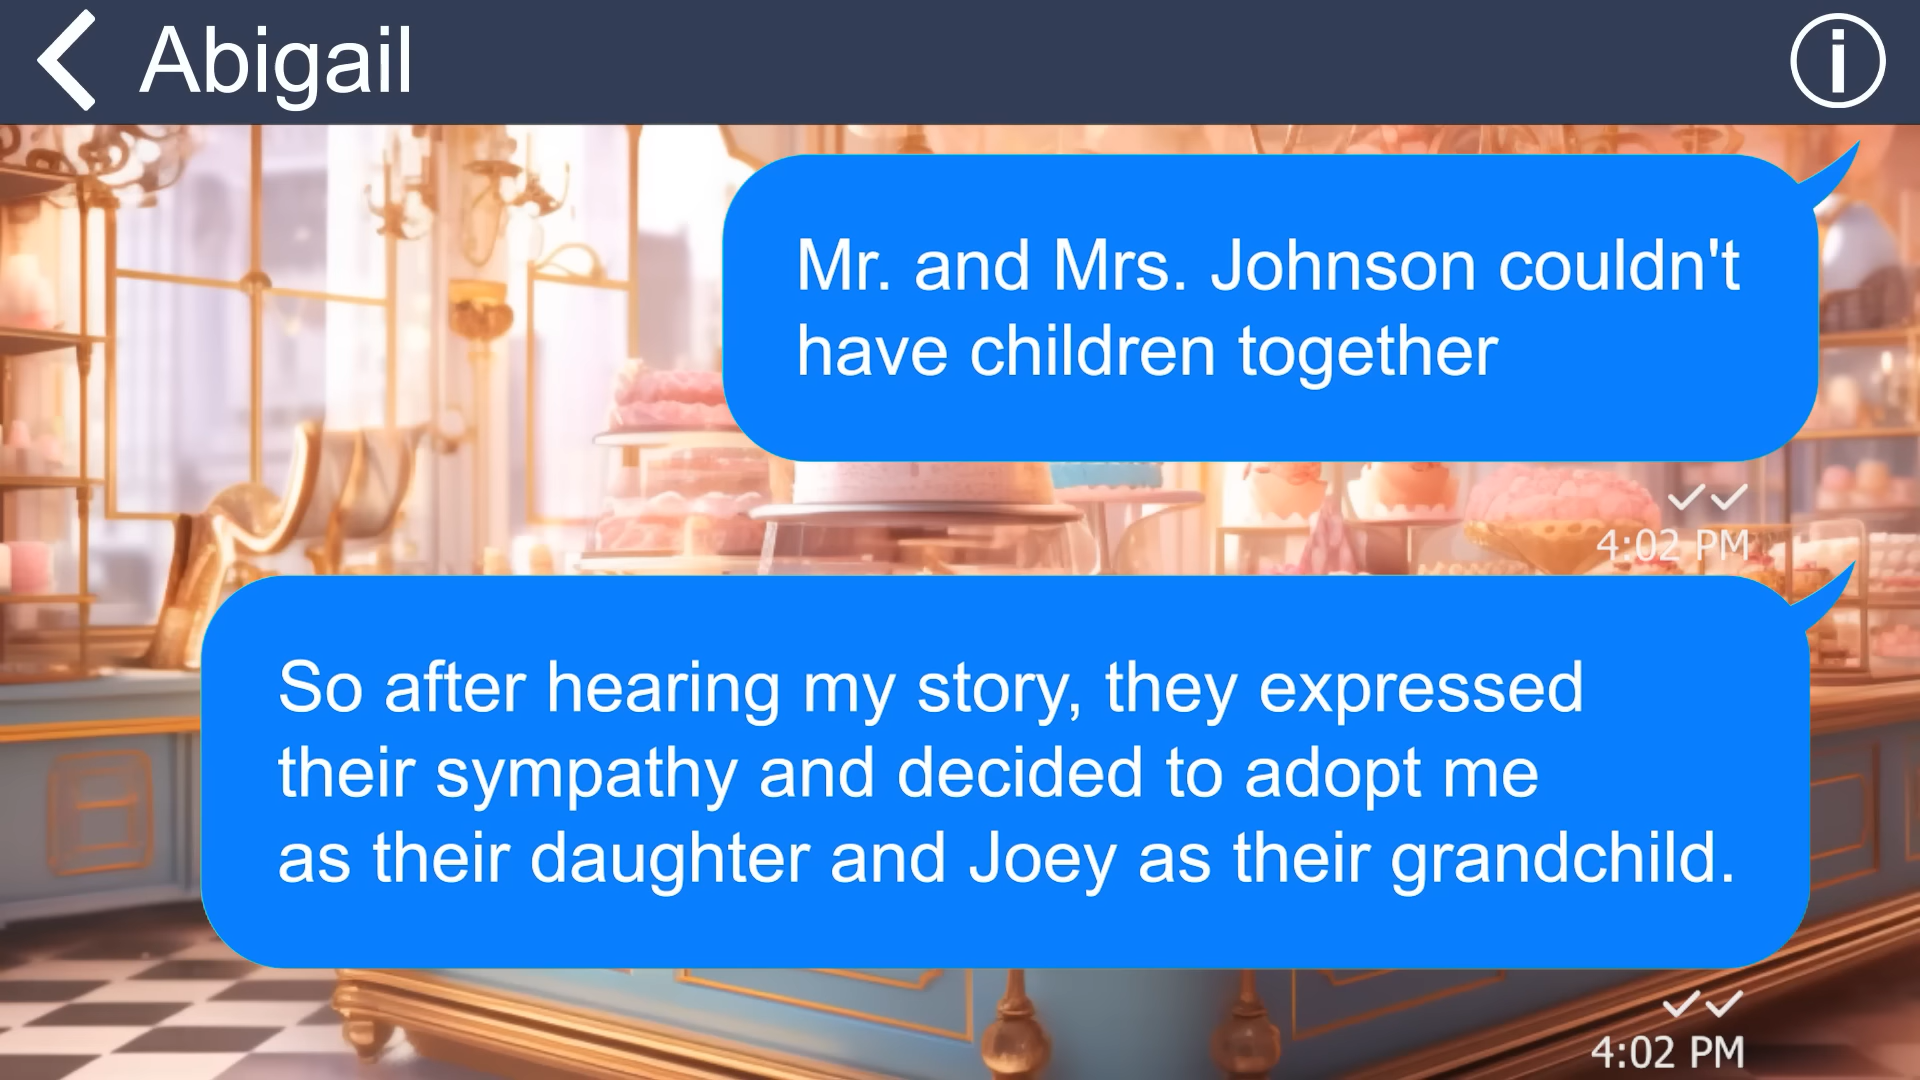 Abigail
Mr. and Mrs. Johnson couldn't
have children together
4:02 PM
So after hearing my story, they expressed
their sympathy and decided to adopt me
as their daughter and Joey as their grandchild.
4:02 PM